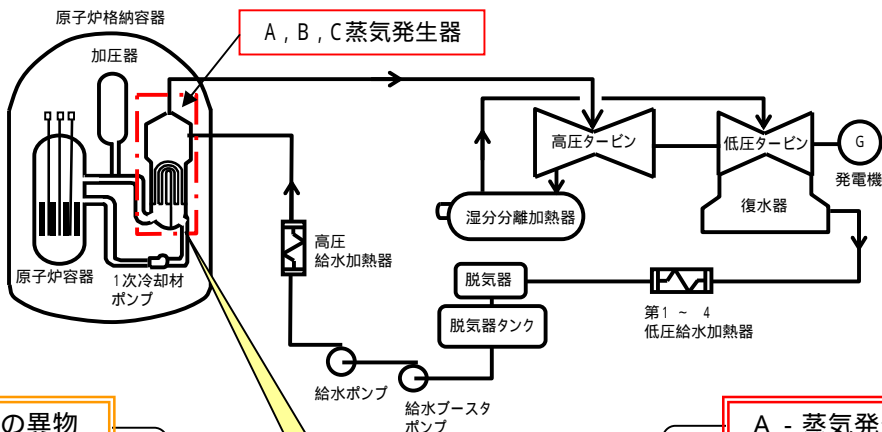 原子炉格納容器
A , B , C蒸気発生器
加圧器
高圧タービン
低圧タービン
G
発電機
湿分分離加熱器
復水器
高圧
給水加熱器
原子炉容器
1次冷却材
ポンプ
脱気器
脱気器タンク
第1 ~ 4
低圧給水加熱器
給水ポンプ
給水ブースタ
ポンプ
の異物
A - 蒸気発